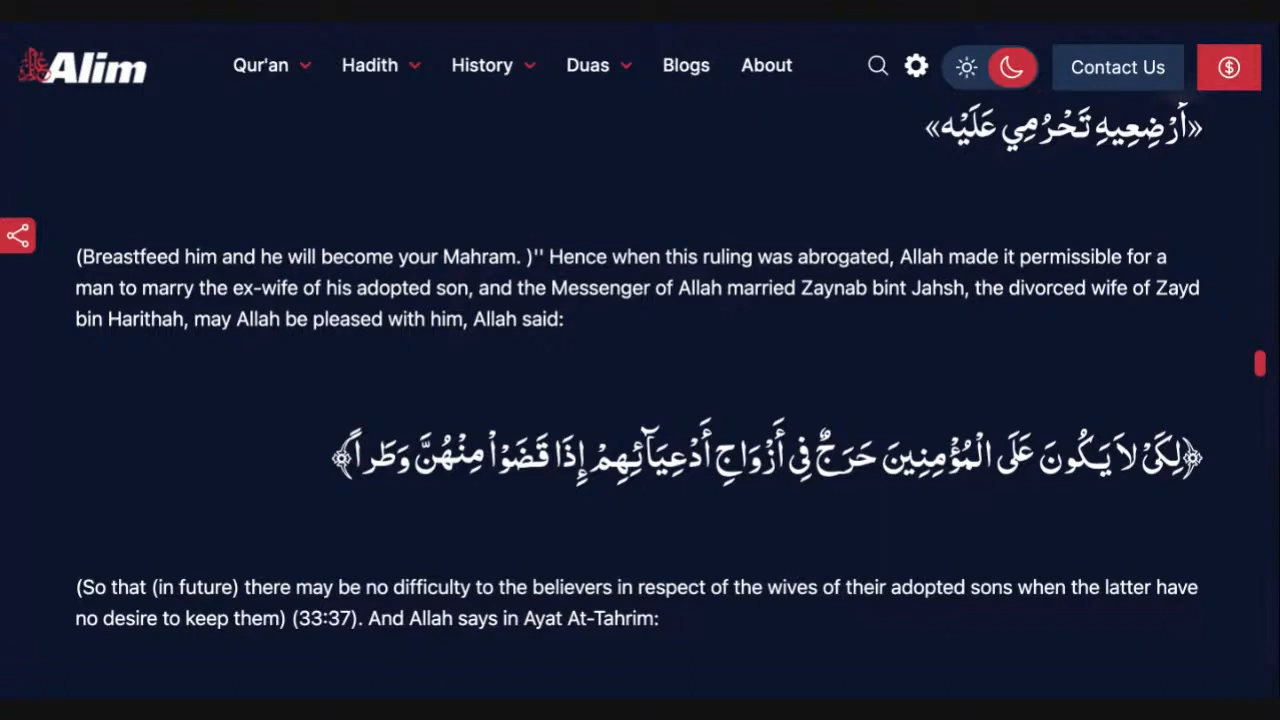 Alim
Qur'an Hadith History Duas Blogs About Contact Us
«أَرْضِعِيهِ تَحْرُمِي عَلَيْه»
(Breastfeed him and he will become your Mahram. )'' Hence when this ruling was abrogated, Allah made it permissible for a
man to marry the ex-wife of his adopted son, and the Messenger of Allah married Zaynab bint Jahsh, the divorced wife of Zayd
bin Harithah, may Allah be pleased with him, Allah said:
﴿لِكَىْ لاَ يَكُونَ عَلَى الْمُؤْمِنِينَ حَرَجٌ فِى أَزْوَاجِ أَدْعِيَآئِهِمْ إِذَا قَضَوْاْ مِنْهُنَّ وَطَراً﴾
(So that (in future) there may be no difficulty to the believers in respect of the wives of their adopted sons when the latter have
no desire to keep them) (33:37). And Allah says in Ayat At-Tahrim: